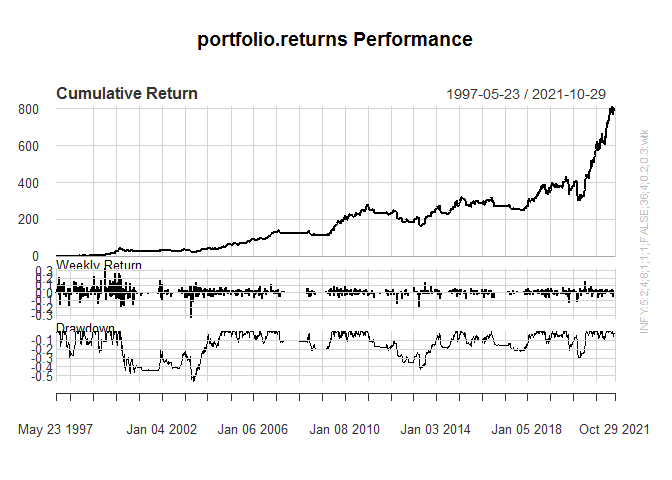 portfolio.returns Performance
Cumulative Return 1997-05-23 / 2021-10-29
800
600
400
200
0
Weekly Return
0.3
0.2
0.1
0.0
-0.1
-0.2
-0.3
Drawdown
-0.1
-0.2
-0.3
-0.4
-0.5
May 23 1997 Jan 04 2002 Jan 06 2006 Jan 08 2010 Jan 03 2014 Jan 05 2018 Oct 29 2021
INFY:5:2;4;8;1;1;1;FALSE;36;4;0.2;0.3:wtk